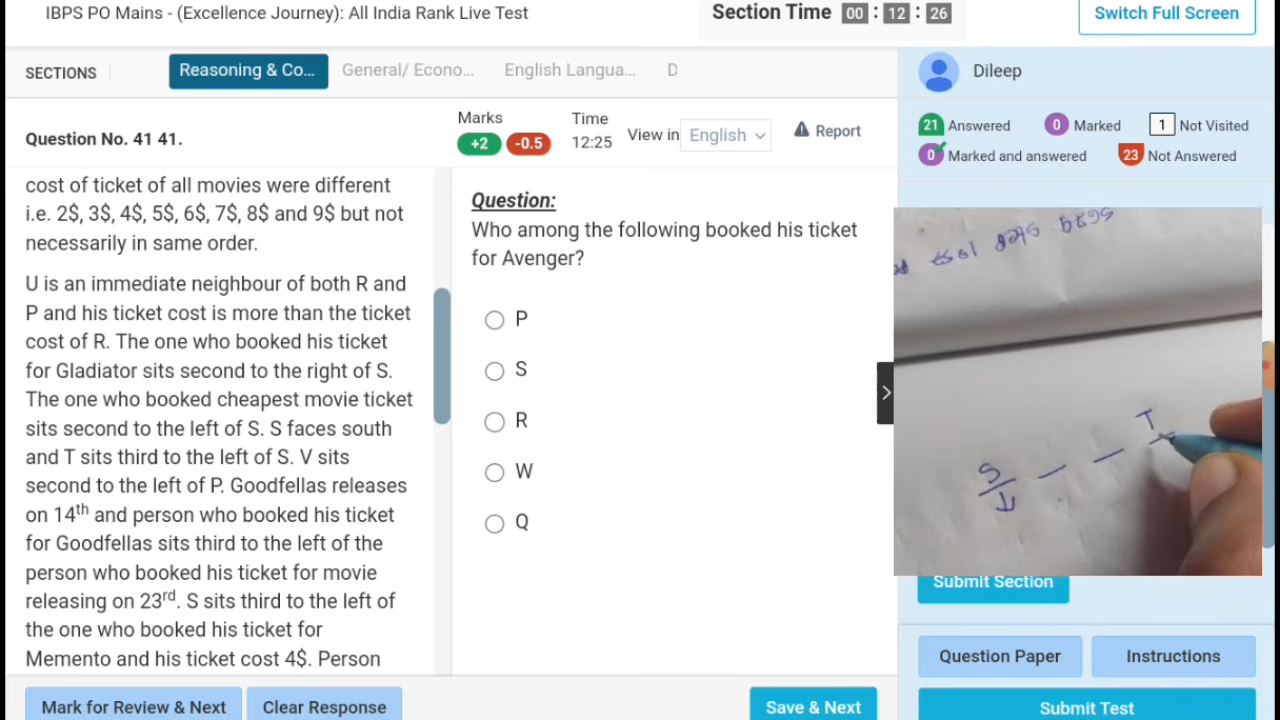 IBPS PO Mains - (Excellence Journey): All India Rank Live Test
Section Time 00 : 12 : 26
Switch Full Screen
SECTIONS
Reasoning & Co...
General/ Econo...
English Langua...
D
Dileep
21 Answered
0 Marked
1 Not Visited
0 Marked and answered
23 Not Answered
Question No. 41 41.
Marks
+2 -0.5
Time
12:25
View in English
Report
cost of ticket of all movies were different
i.e. 2$, 3$, 4$, 5$, 6$, 7$, 8$ and 9$ but not
necessarily in same order.
U is an immediate neighbour of both R and
P and his ticket cost is more than the ticket
cost of R. The one who booked his ticket
for Gladiator sits second to the right of S.
The one who booked cheapest movie ticket
sits second to the left of S. S faces south
and T sits third to the left of S. V sits
second to the left of P. Goodfellas releases
on 14th and person who booked his ticket
for Goodfellas sits third to the left of the
person who booked his ticket for movie
releasing on 23rd. S sits third to the left of
the one who booked his ticket for
Memento and his ticket cost 4$. Person
Question:
Who among the following booked his ticket
for Avenger?
P
S
R
W
Q
S
T
Submit Section
Question Paper
Instructions
Mark for Review & Next
Clear Response
Save & Next
Submit Test